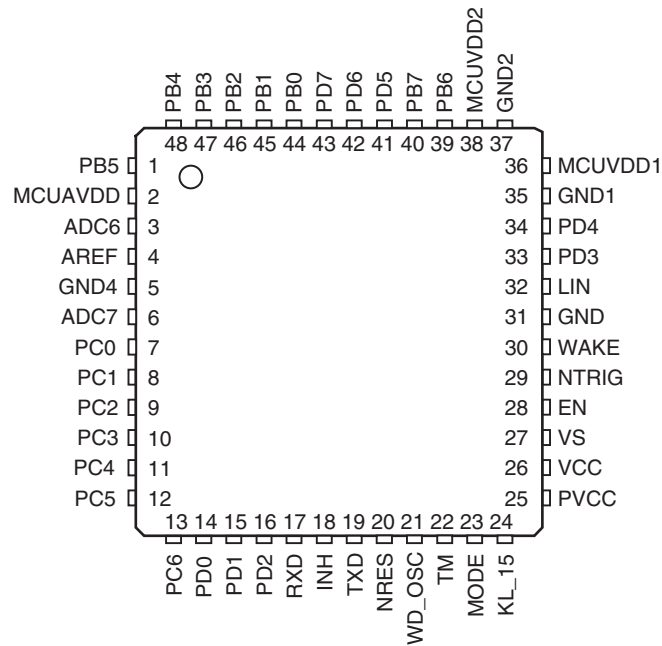 PB4 PB3 PB2 PB1 PB0 PD7 PD6 PD5 PB7 PB6 MCUVDD2 GND2
48 47 46 45 44 43 42 41 40 39 38 37
PB5 1 36 MCUVDD1
MCUAVDD 2 35 GND1
ADC6 3 34 PD4
AREF 4 33 PD3
GND4 5 32 LIN
ADC7 6 31 GND
PC0 7 30 WAKE
PC1 8 29 NTRIG
PC2 9 28 EN
PC3 10 27 VS
PC4 11 26 VCC
PC5 12 25 PVCC
13 14 15 16 17 18 19 20 21 22 23 24
PC6 PD0 PD1 PD2 RXD INH TXD NRES WD_OSC TM MODE KL_15